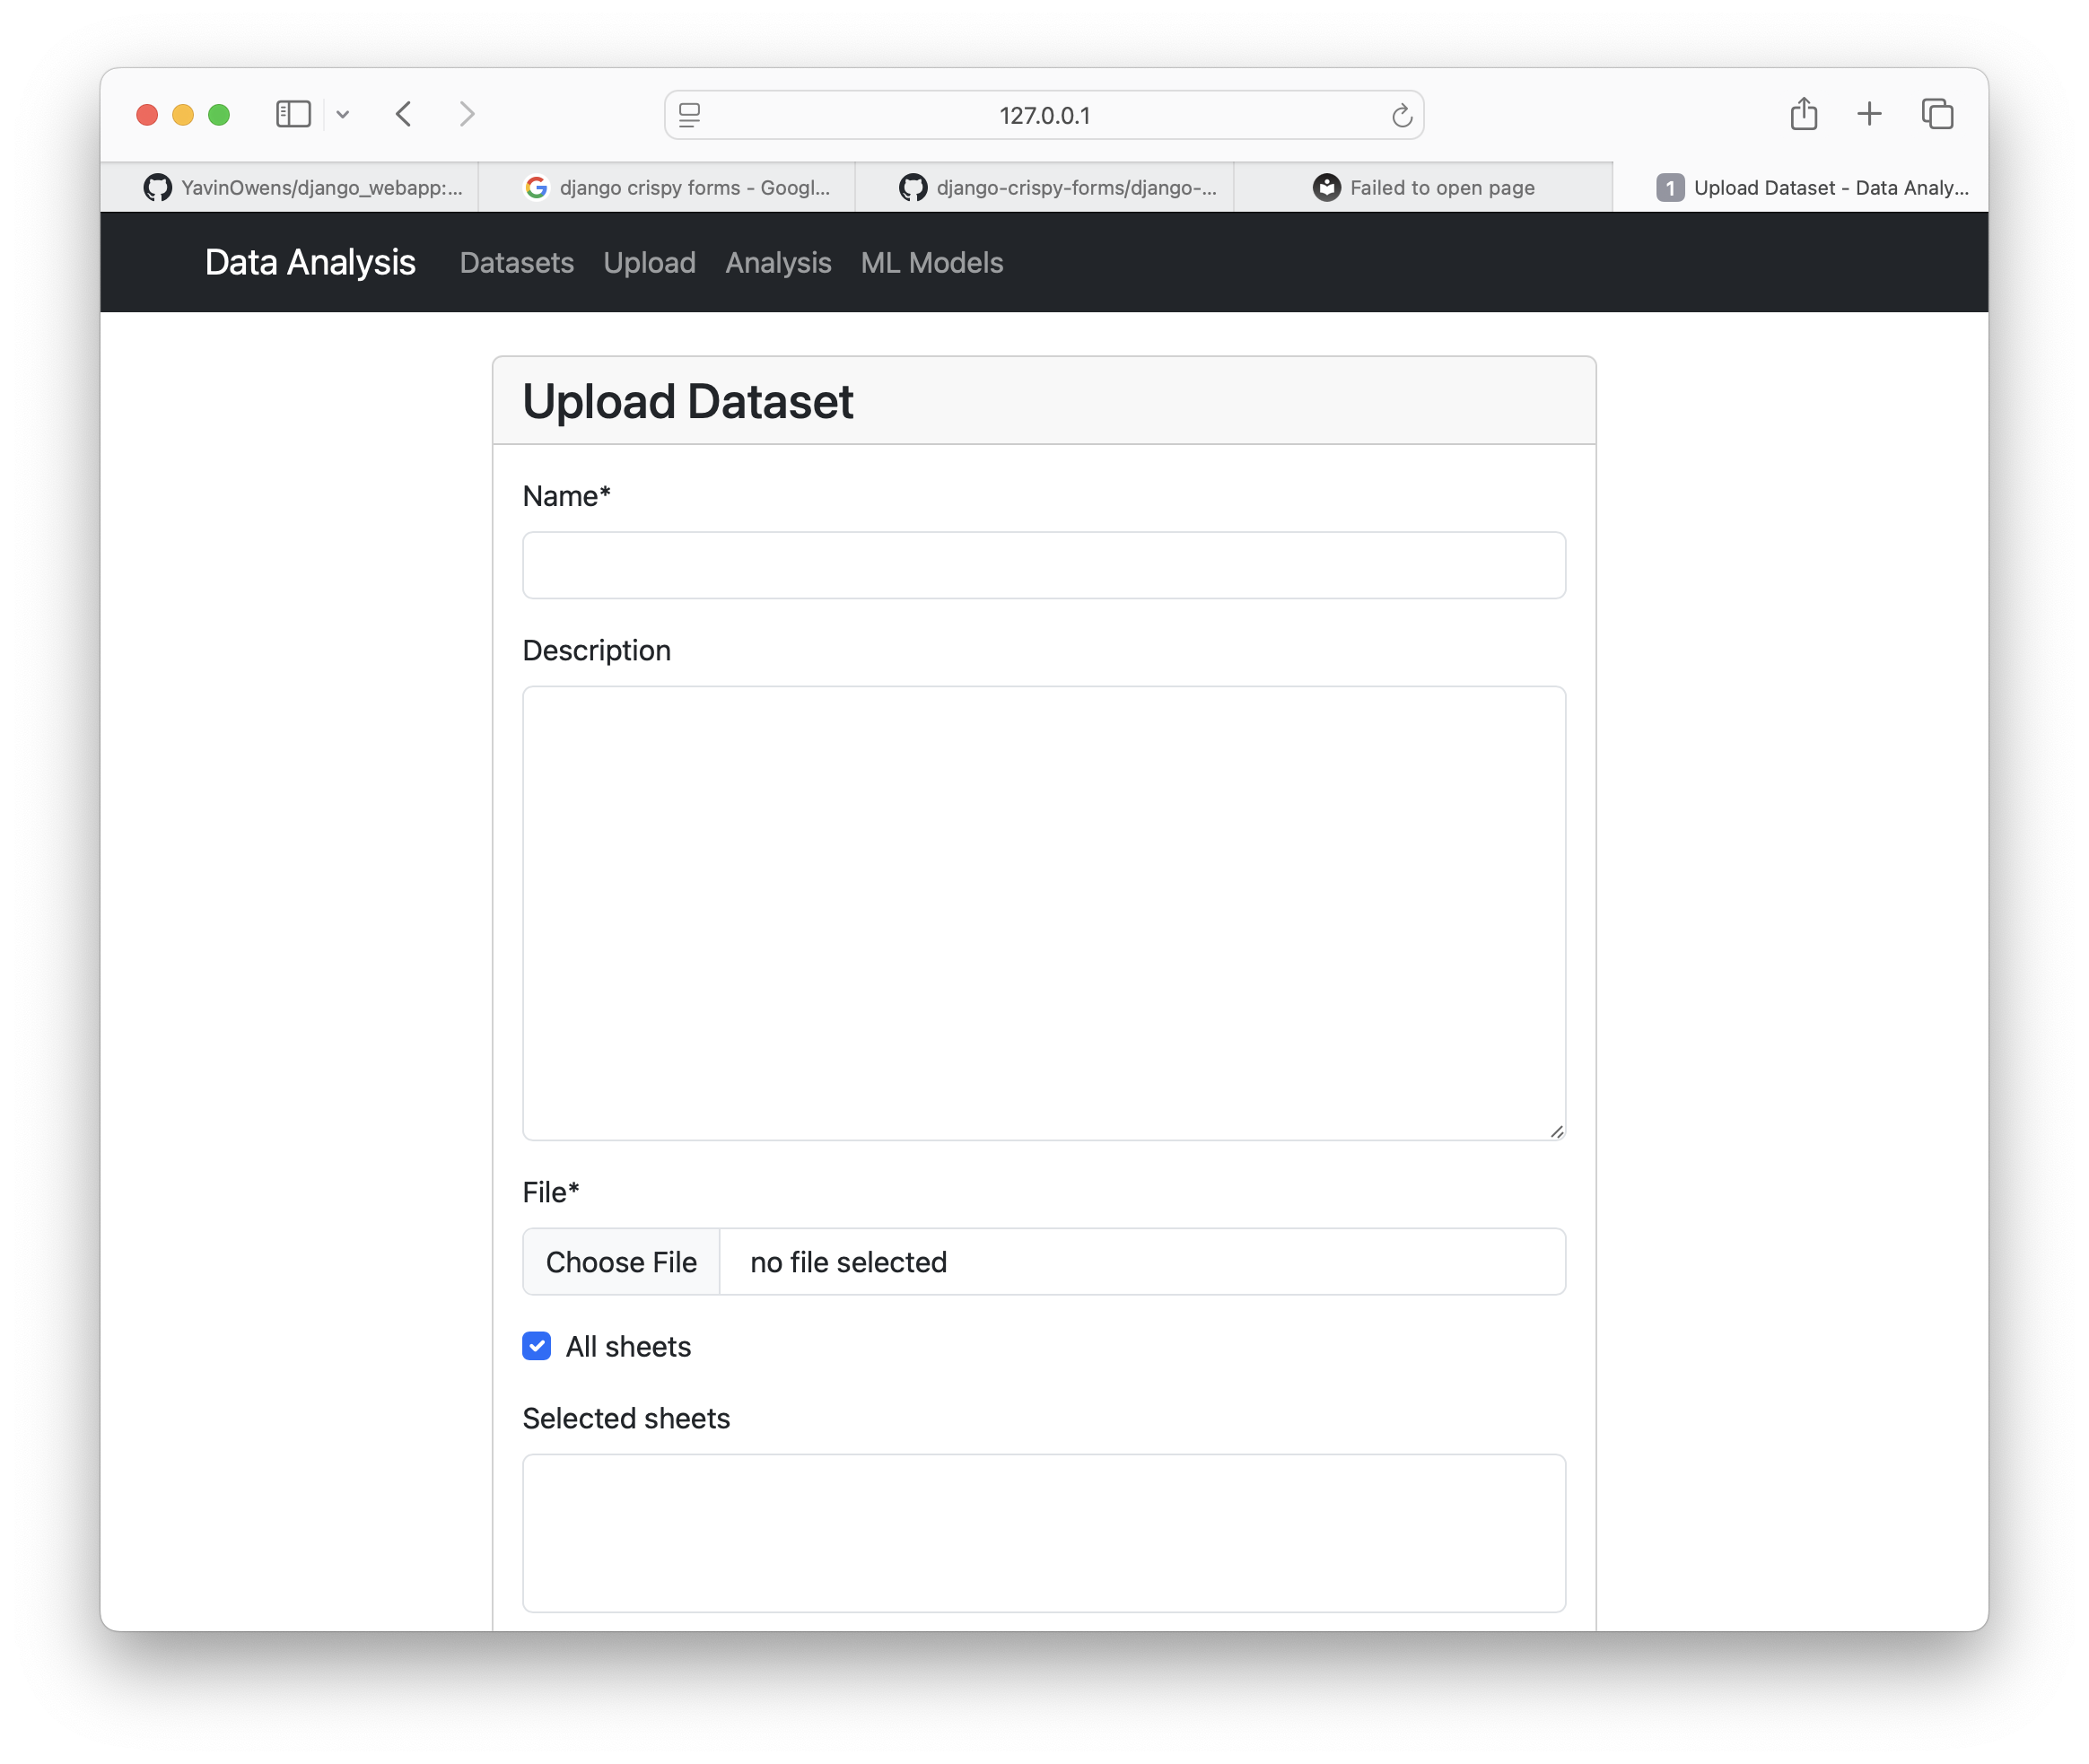 127.0.0.1
YavinOwens/django_webapp:...
django crispy forms - Googl...
django-crispy-forms/django-...
Failed to open page
1 Upload Dataset - Data Analy...
Data Analysis Datasets Upload Analysis ML Models
Upload Dataset
Name*
Description
File*
Choose File no file selected
All sheets
Selected sheets